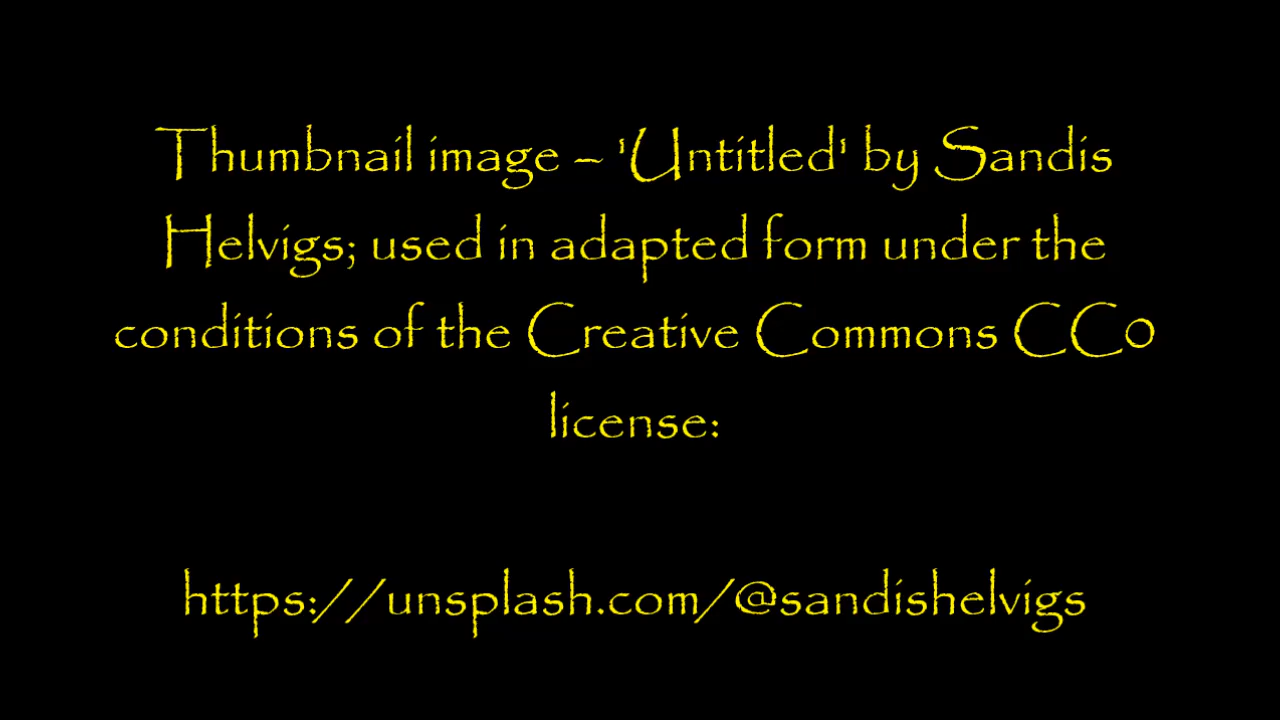 Thumbnail image – 'Untitled' by Sandis
Helvigs; used in adapted form under the
conditions of the Creative Commons CC0
license:
https://unsplash.com/@sandishelvigs